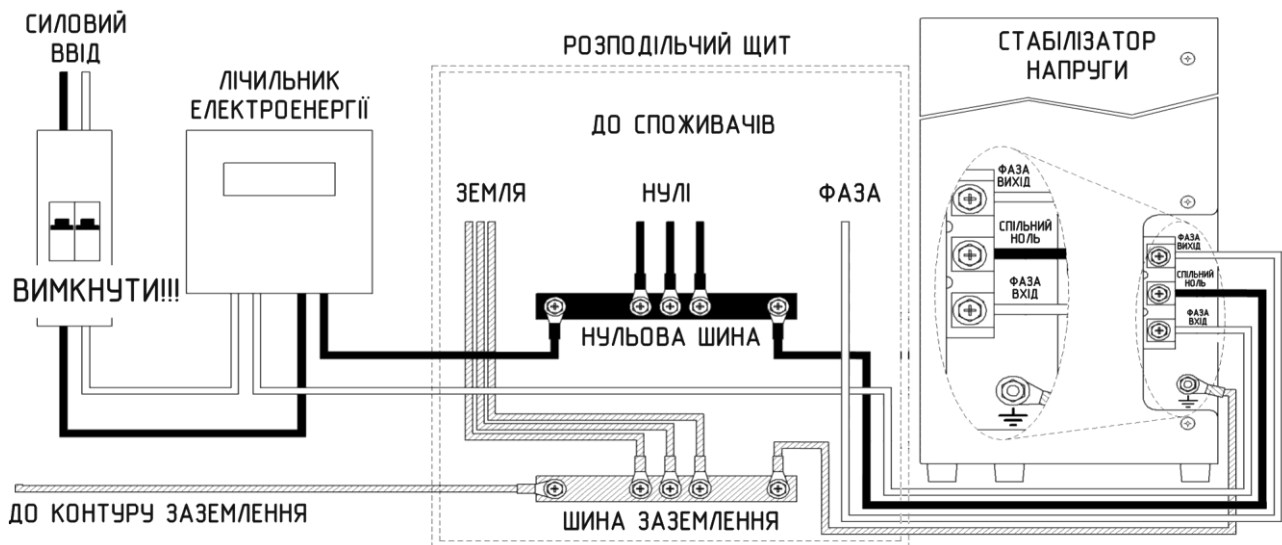 СИЛОВИЙ
ВВІД
ЛІЧИЛЬНИК
ЕЛЕКТРОЕНЕРГІЇ
РОЗПОДІЛЬЧИЙ ЩИТ
СТАБІЛІЗАТОР
НАПРУГИ
ДО СПОЖИВАЧІВ
ЗЕМЛЯ
НУЛІ
ФАЗА
ФАЗА
ВИХІД
СПІЛЬНИЙ
НОЛЬ
ФАЗА
ВХІД
ФАЗА
ВИХІД
СПІЛЬНИЙ
НОЛЬ
ФАЗА
ВХІД
ВИМКНУТИ!!!
НУЛЬОВА ШИНА
ДО КОНТУРУ ЗАЗЕМЛЕННЯ
ШИНА ЗАЗЕМЛЕННЯ